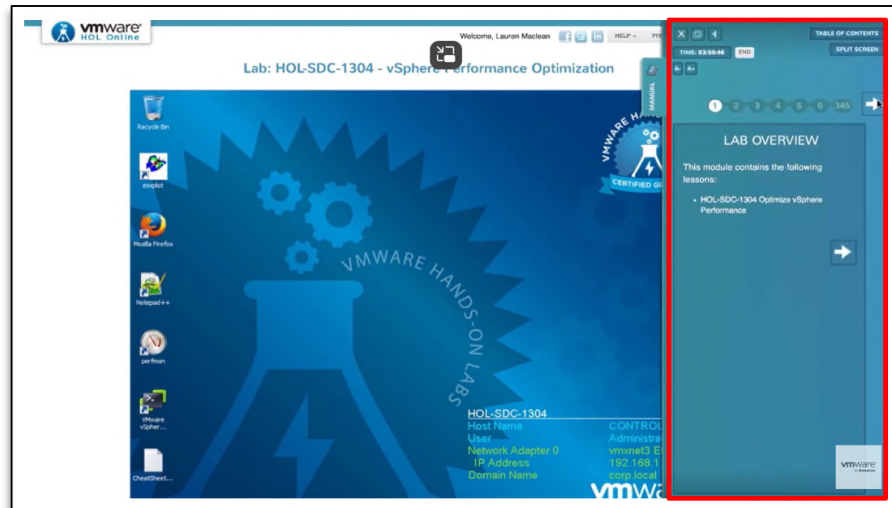 vmware
HOL Online
Welcome, Lauren Maclean
HELP
Lab: HOL-SDC-1304 - vSphere Performance Optimization
Recycle Bin
esxplot
Mozilla Firefox
Notepad++
perfmon
VMware
vSpher...
CheatSheet...
VMWARE HANDS-ON LABS
VMWARE
CERTIFIED
HOL-SDC-1304
Host Name CONTROL
User Administra
Network Adapter 0 vmxnet3 E
IP Address 192.168.1
Domain Name corp.local
vmwa
MANUAL
TABLE OF CONTENTS
TIME: 03:50:46 END SPLIT SCREEN
A- A+
1 2 3 4 5 6 345
LAB OVERVIEW
This module contains the following
lessons:
• HOL-SDC-1304 Optimize vSphere
Performance
vmware